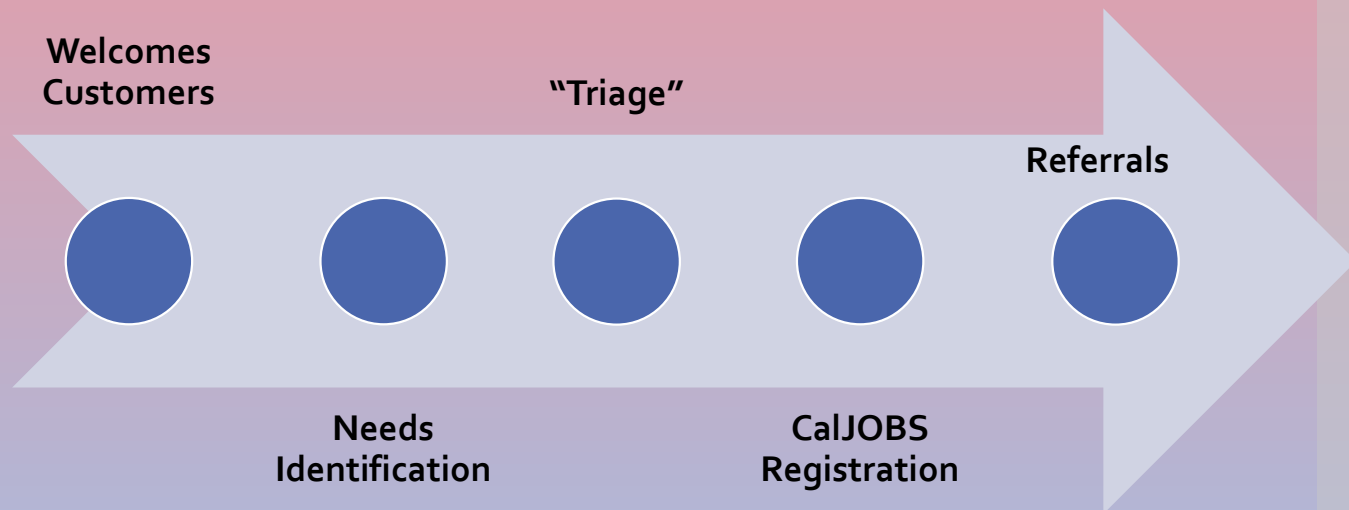 Welcomes
Customers
Needs
Identification
“Triage”
CalJOBS
Registration
Referrals